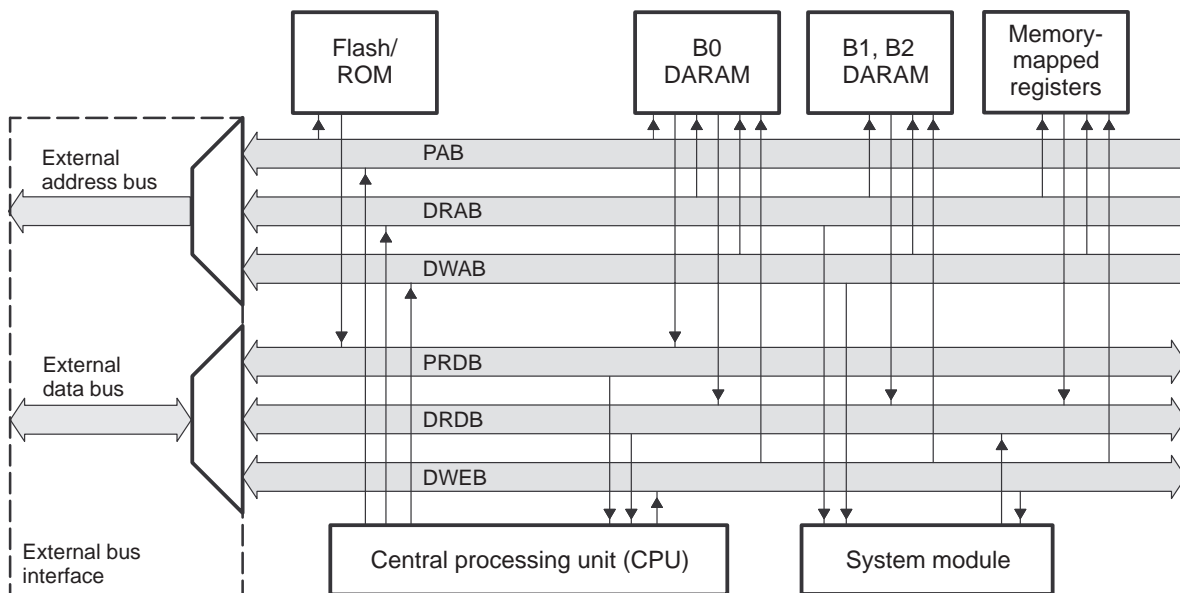 Flash/
ROM
B0
DARAM
B1, B2
DARAM
Memory-
mapped
registers
External
address bus
PAB
DRAB
DWAB
External
data bus
PRDB
DRDB
DWEB
External bus
interface
Central processing unit (CPU)
System module